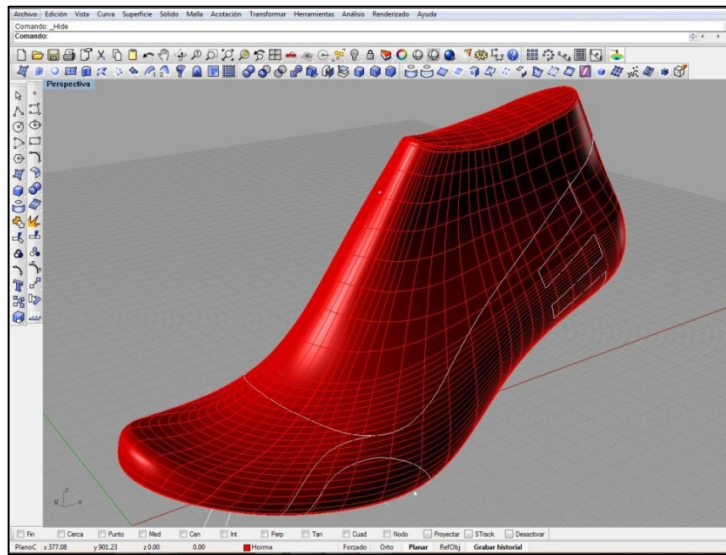 Archivo Edición Vista Curva Superficie Sólido Malla Acotación Transformar Herramientas Análisis Renderizado Ayuda
Comando: _Hide
Comando:
Perspectiva
z
x
Fin Cerca Punto Med Cen Int Perp Tan Cuad Nodo Proyectar STrack Desactivar
PlanoC x 377.08 y 901.23 z 0.00 0.00 Horma Forzado Orto Planar RefObj Grabar historial